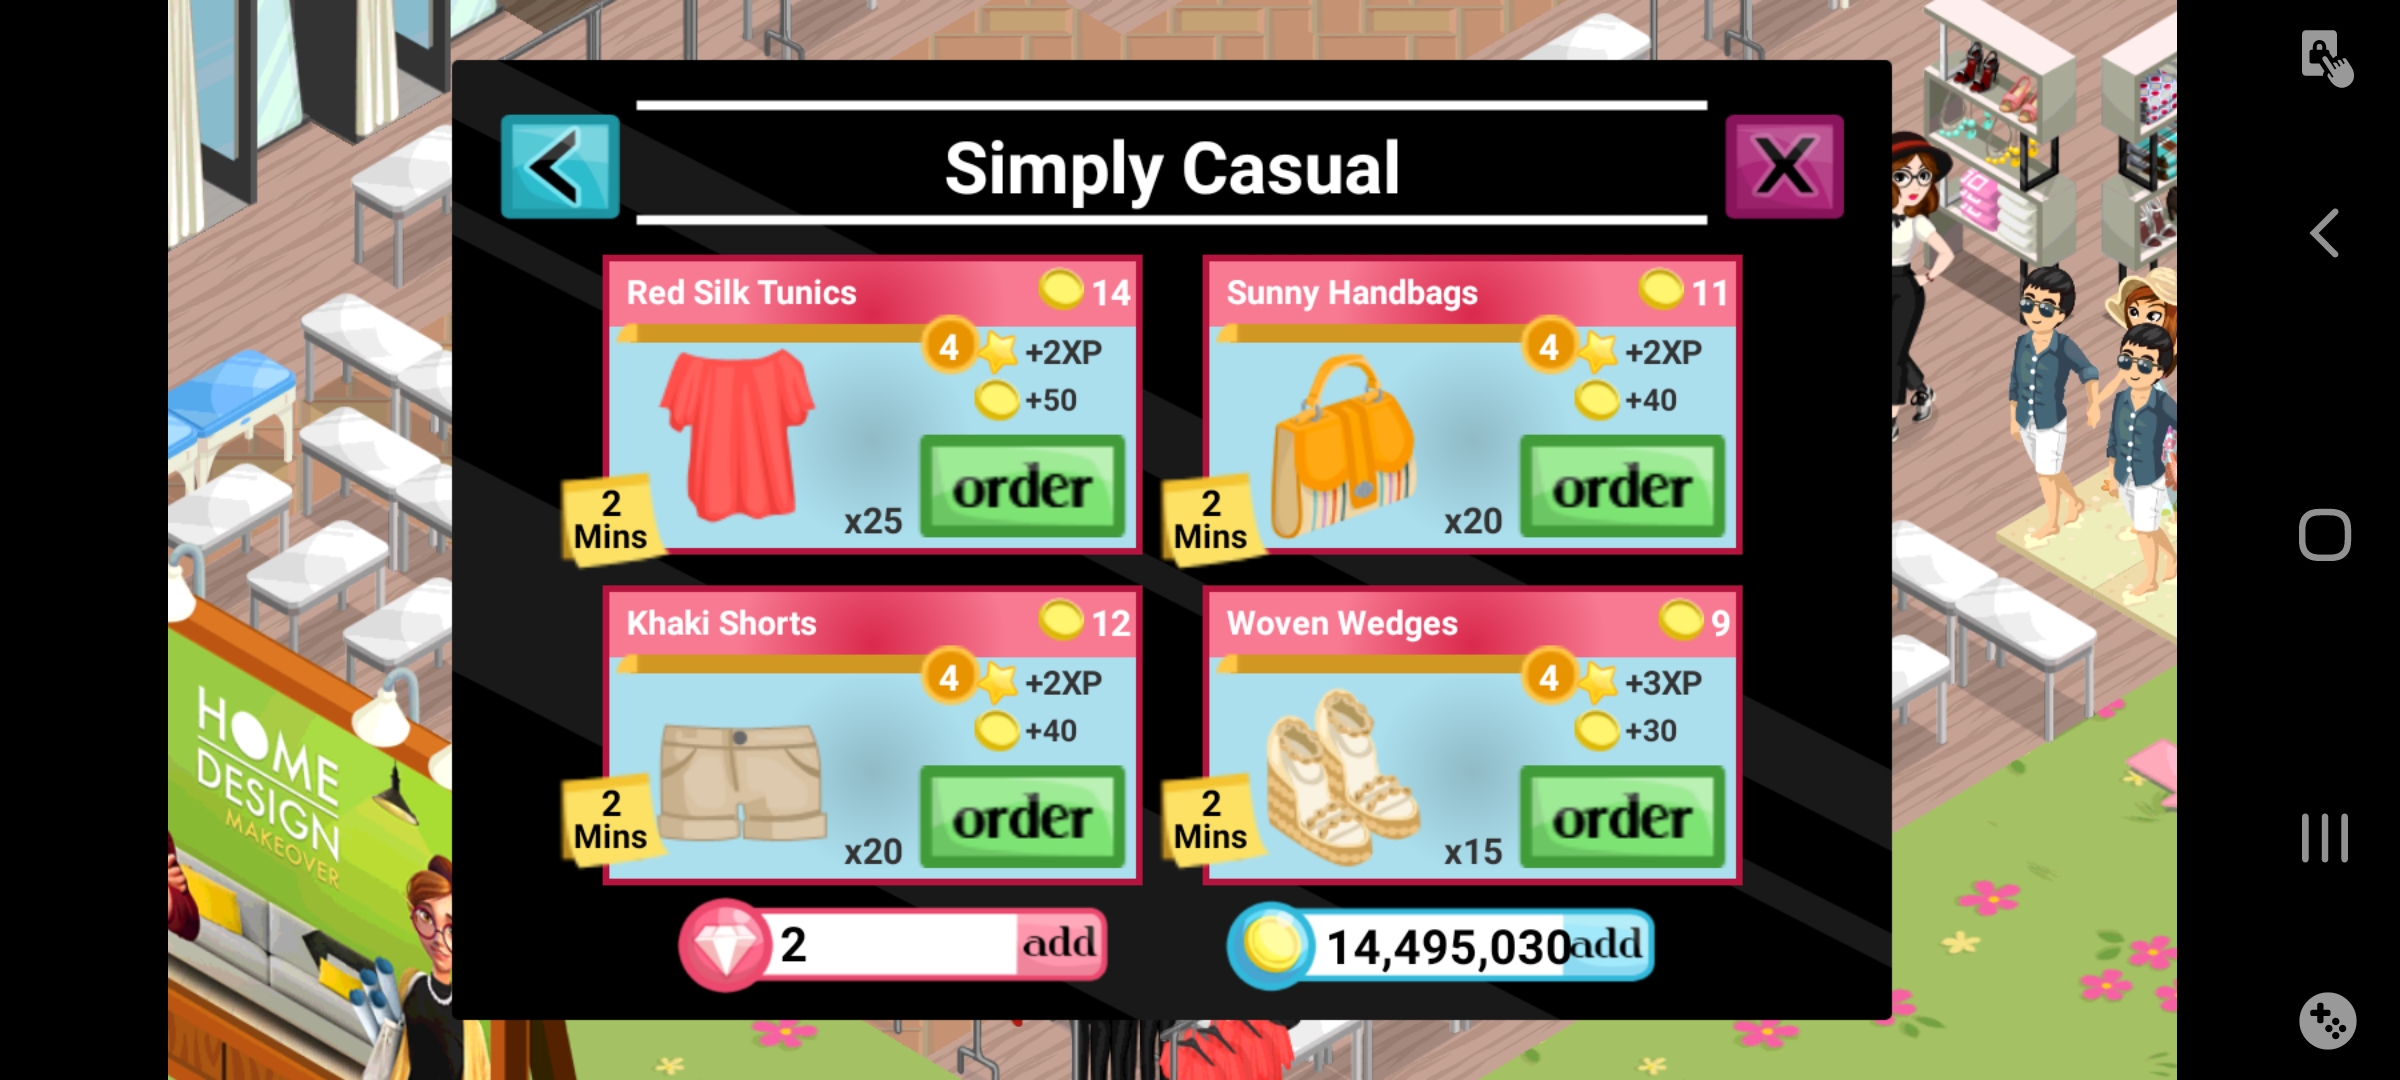 Simply Casual
X
Red Silk Tunics 14
4 +2XP
+50
2
Mins
x25
order
Sunny Handbags 11
4 +2XP
+40
2
Mins
x20
order
Khaki Shorts 12
4 +2XP
+40
2
Mins
x20
order
Woven Wedges 9
4 +3XP
+30
2
Mins
x15
order
2 add
14,495,030 add
HOME
DESIGN
MAKEOVER